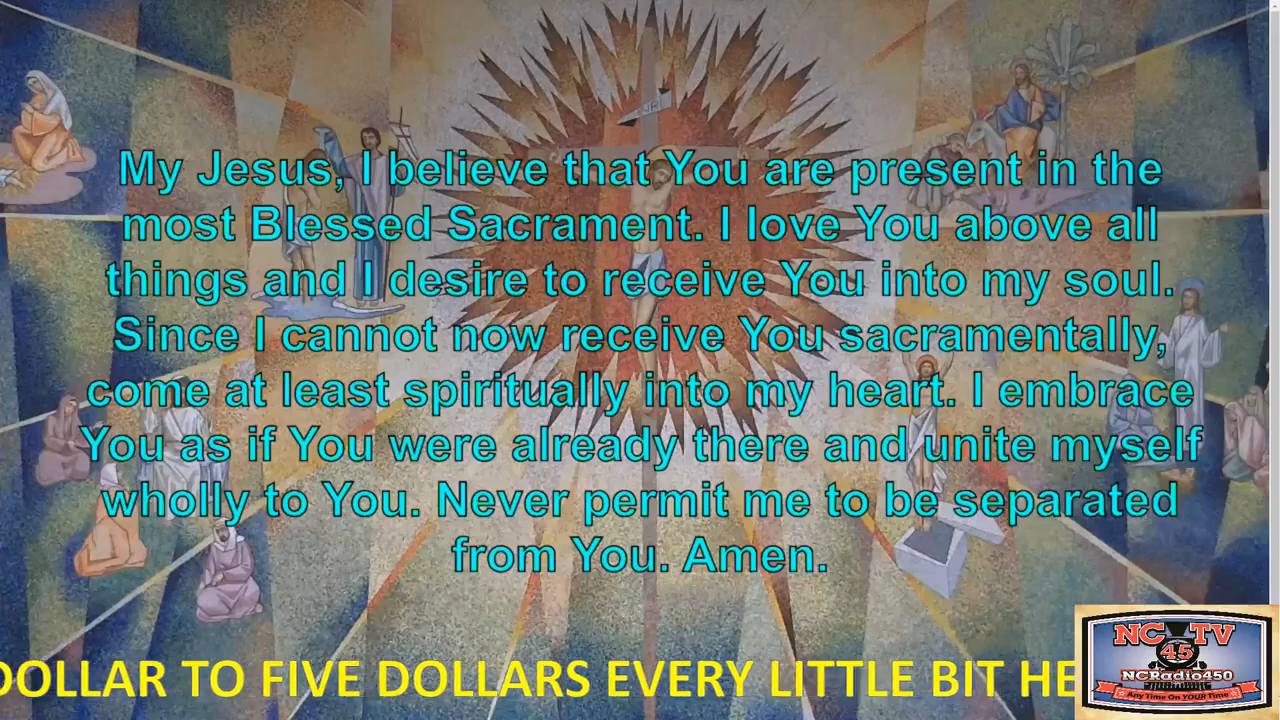 INRI
My Jesus, I believe that You are present in the
most Blessed Sacrament. I love You above all
things and I desire to receive You into my soul.
Since I cannot now receive You sacramentally,
come at least spiritually into my heart. I embrace
You as if You were already there and unite myself
wholly to You. Never permit me to be separated
from You. Amen.
DOLLAR TO FIVE DOLLARS EVERY LITTLE BIT HE
NC TV
45
NCRadio450
Any Time On YOUR Time